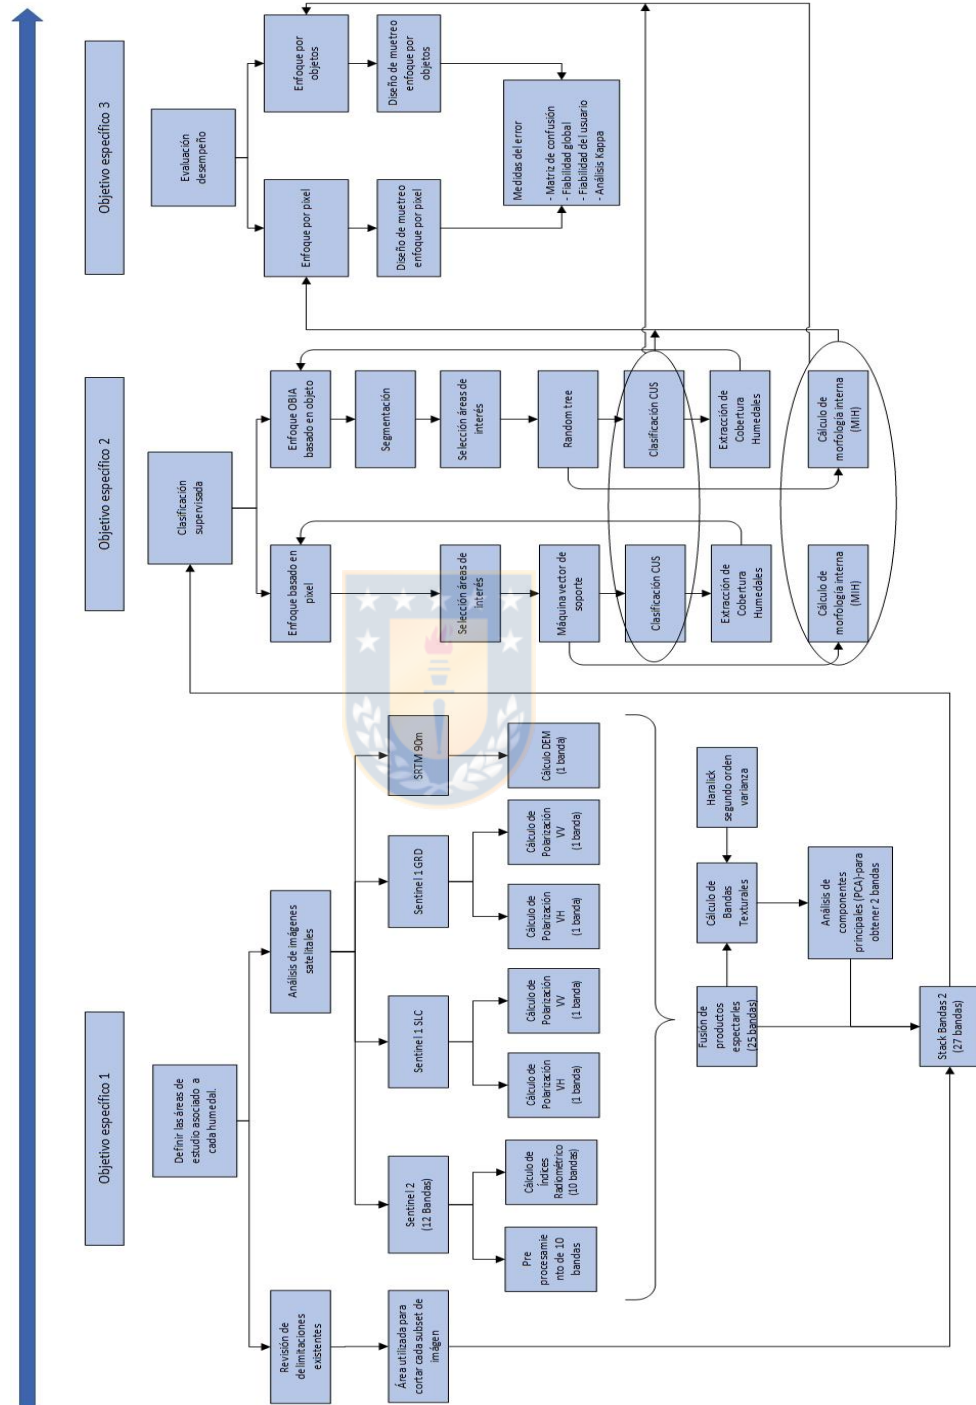 Objetivo específico 1
Definir las áreas de
estudio asociado a
cada humedal.
Revisión de
delimitaciones
existentes
Área utilizada para
cortar cada subset de
imágen
Análisis de imágenes
satelitales
Sentinel 2
(12 Bandas)
Pre
procesamie
nto de 10
bandas
Cálculo de
Índices
Radiométrico
(10 bandas)
Sentinel 1 SLC
Cálculo de
Polarización
VH
(1 banda)
Cálculo de
Polarización
VV
(1 banda)
Sentinel 1 GRD
Cálculo de
Polarización
VH
(1 banda)
Cálculo de
Polarización
VV
(1 banda)
SRTM 90m
Cálculo DEM
(1 banda)
Fusión de
productos
espectarles
(25 bandas)
Cálculo de
Bandas
Texturales
Haralick
segundo orden
varianza
Análisis de
componentes
principales (PCA)-para
obtener 2 bandas
Stack Bandas 2
(27 bandas)
Objetivo específico 2
Clasificación
supervisada
Enfoque basado en
pixel
Selección áreas de
interés
Máquina vector de
soporte
Clasificación CUS
Extracción de
Cobertura
Humedales
Cálculo de
morfología interna
(MIH)
Enfoque OBIA
basado en objeto
Segmentación
Selección áreas de
interés
Random tree
Clasificación CUS
Extracción de
Cobertura
Humedales
Cálculo de
morfología interna
(MIH)
Objetivo específico 3
Evaluación
desempeño
Enfoque por pixel
Diseño de muetreo
enfoque por pixel
Enfoque por
objetos
Diseño de muetreo
enfoque por
objetos
Medidas del error
- Matriz de confusión
- Fiabilidad global
- Fiabilidad del usuario
- Análisis Kappa